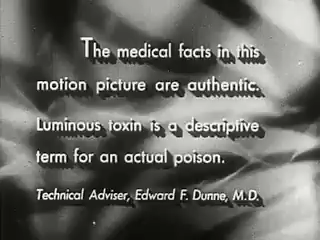 The medical facts in this
motion picture are authentic.
Luminous toxin is a descriptive
term for an actual poison.
Technical Adviser, Edward F. Dunne, M.D.